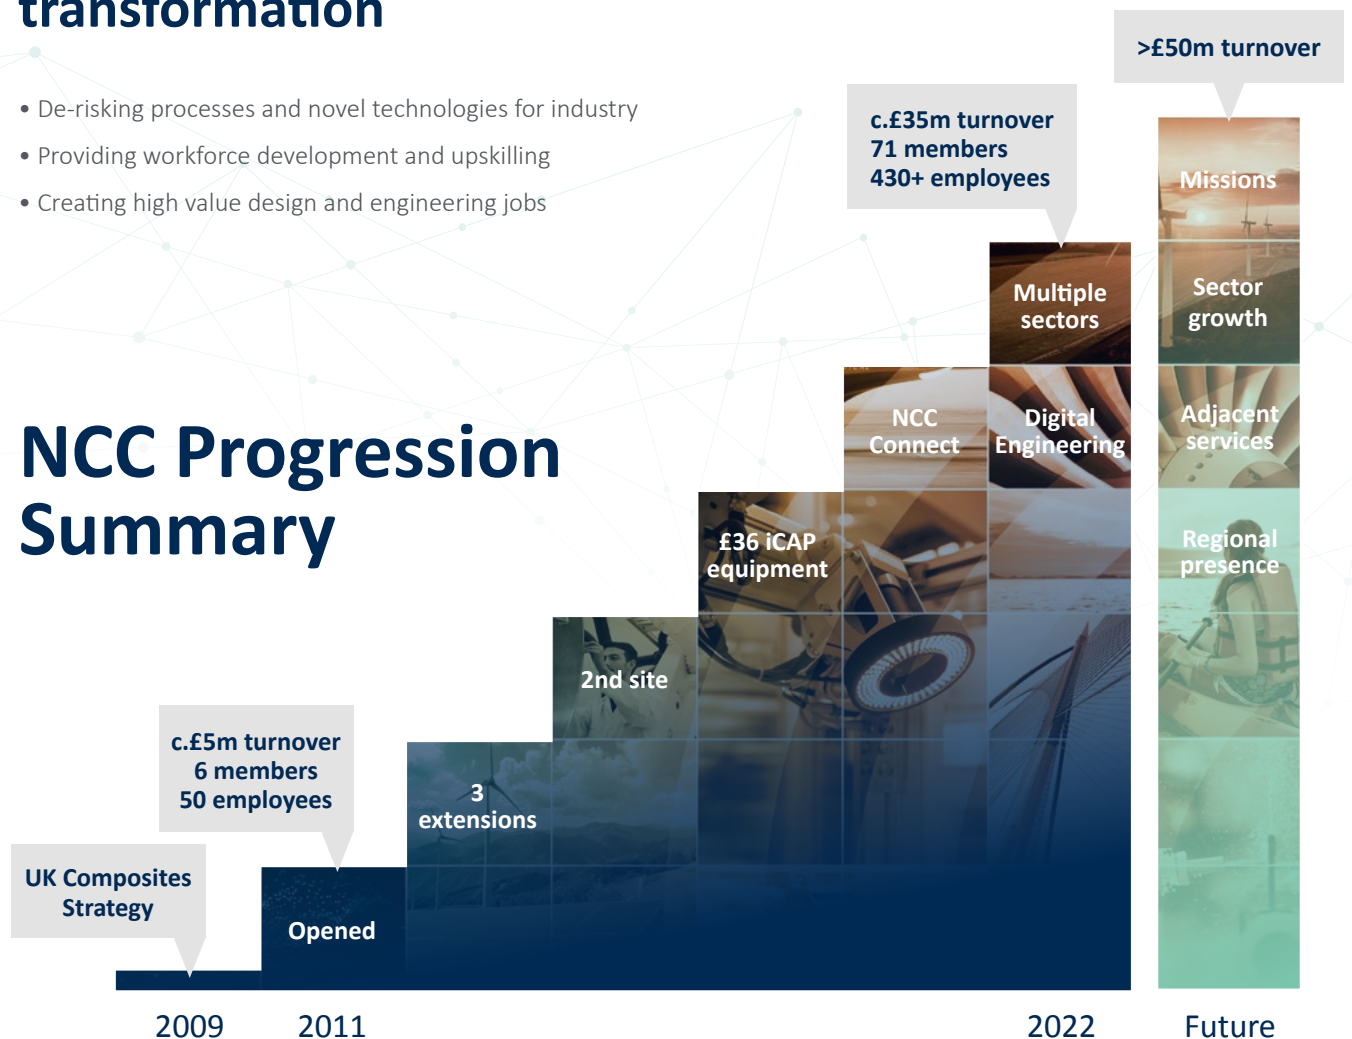 transformation
• De-risking processes and novel technologies for industry
• Providing workforce development and upskilling
• Creating high value design and engineering jobs
NCC Progression
Summary
UK Composites
Strategy
c.£5m turnover
6 members
50 employees
c.£35m turnover
71 members
430+ employees
>£50m turnover
Opened
3
extensions
2nd site
£36 iCAP
equipment
NCC
Connect
Multiple
sectors
Digital
Engineering
Missions
Sector
growth
Adjacent
services
Regional
presence
2009
2011
2022
Future